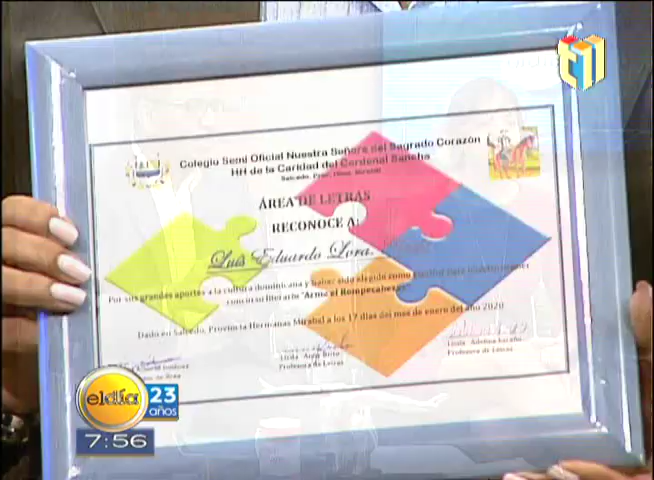 t11
Colegio Semi Oficial Nuestra Señora del Sagrado Corazón
HH de la Caridad del Cardenal Sancha
Salcedo, Prov. Hnas. Mirabal
ÁREA DE LETRAS
RECONOCE A:
Luis Eduardo Lora
Por sus grandes aportes a la cultura dominicana y haber sido elegido como
concurso literario "Arma el Rompecabezas"
Dado en Salcedo, Provincia Hermanas Mirabal a los 17 días del mes de enero del año 2020
Profesora de Letras
Profesora de Letras
el día
23
años
7:56